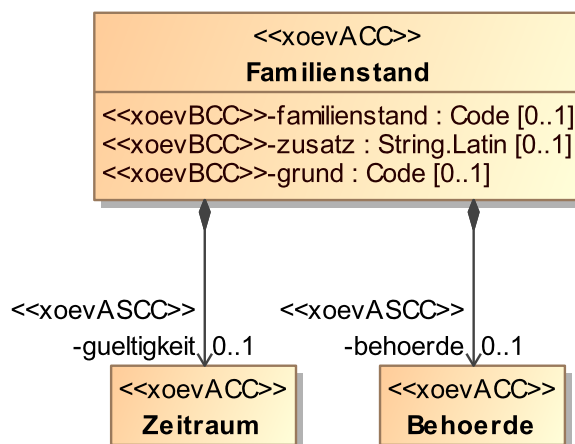 <<xoevACC>>
Familienstand
<<xoevBCC>>-familienstand : Code [0..1]
<<xoevBCC>>-zusatz : String.Latin [0..1]
<<xoevBCC>>-grund : Code [0..1]
<<xoevASCC>> <<xoevASCC>>
-gueltigkeit 0..1 -behoerde 0..1
<<xoevACC>> <<xoevACC>>
Zeitraum Behoerde